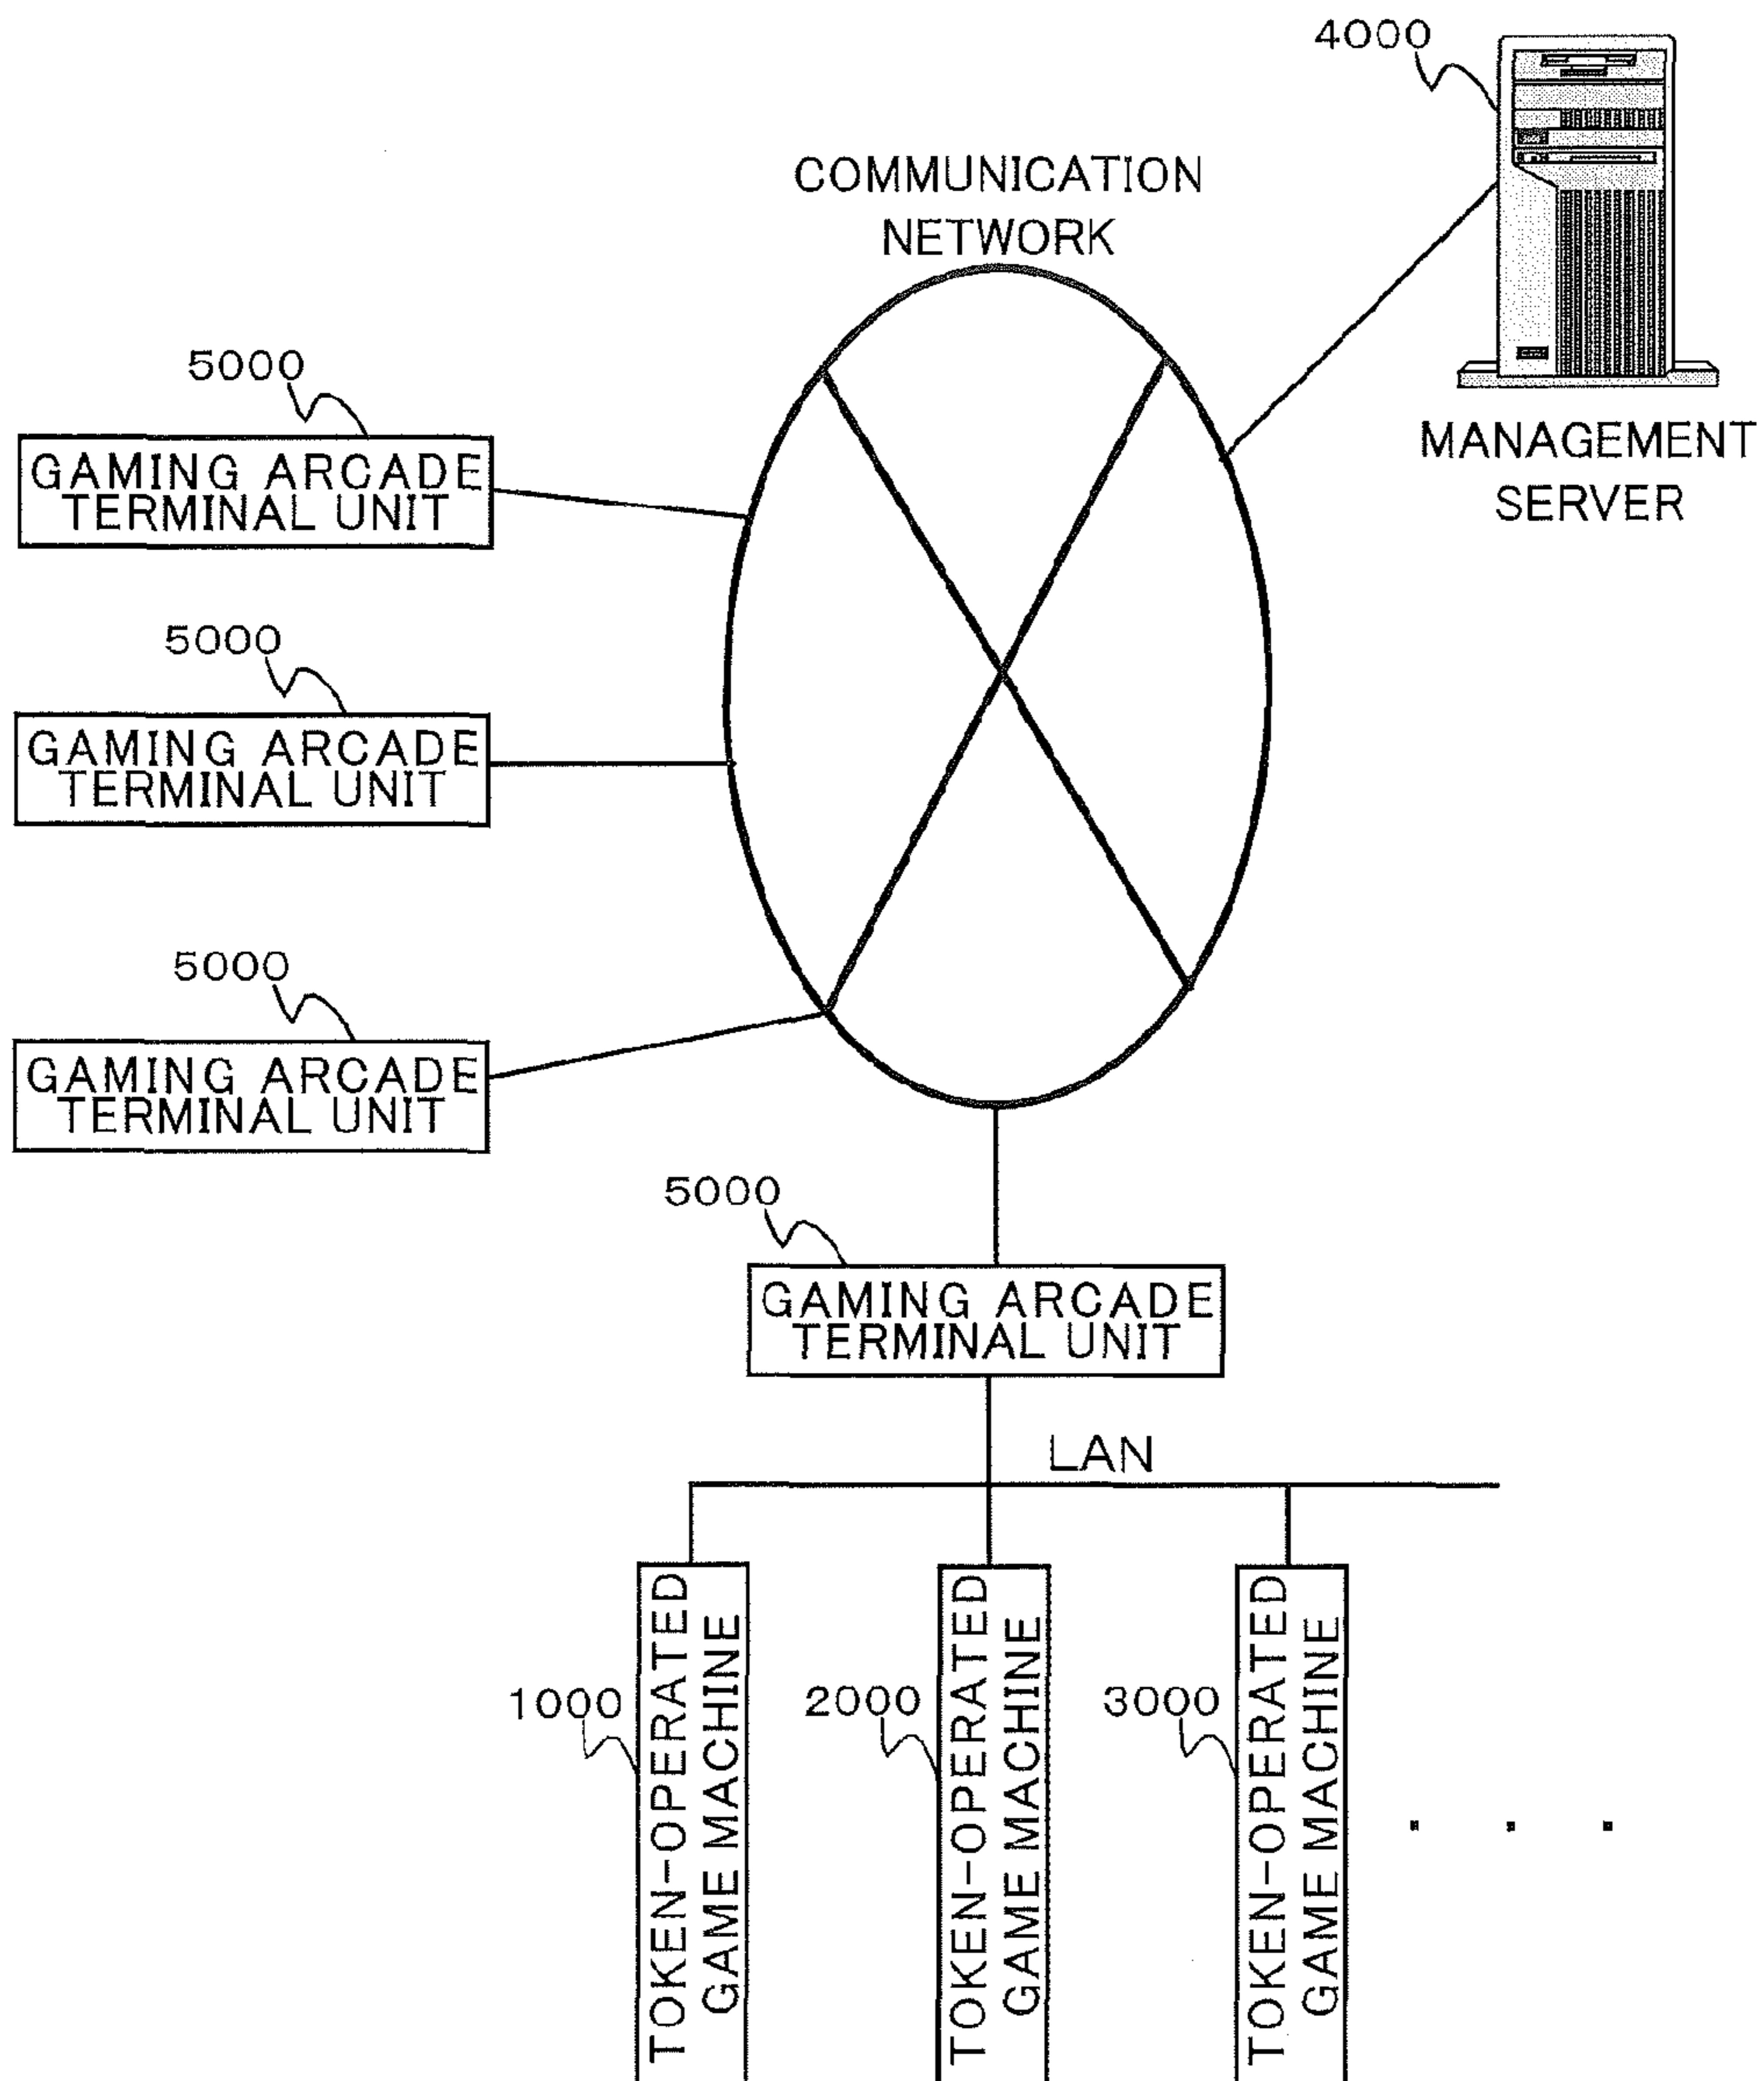 4000
COMMUNICATION
NETWORK
MANAGEMENT
SERVER
5000
GAMING ARCADE
TERMINAL UNIT
5000
GAMING ARCADE
TERMINAL UNIT
5000
GAMING ARCADE
TERMINAL UNIT
5000
GAMING ARCADE
TERMINAL UNIT
LAN
1000
TOKEN-OPERATED
GAME MACHINE
2000
TOKEN-OPERATED
GAME MACHINE
3000
TOKEN-OPERATED
GAME MACHINE
. . .